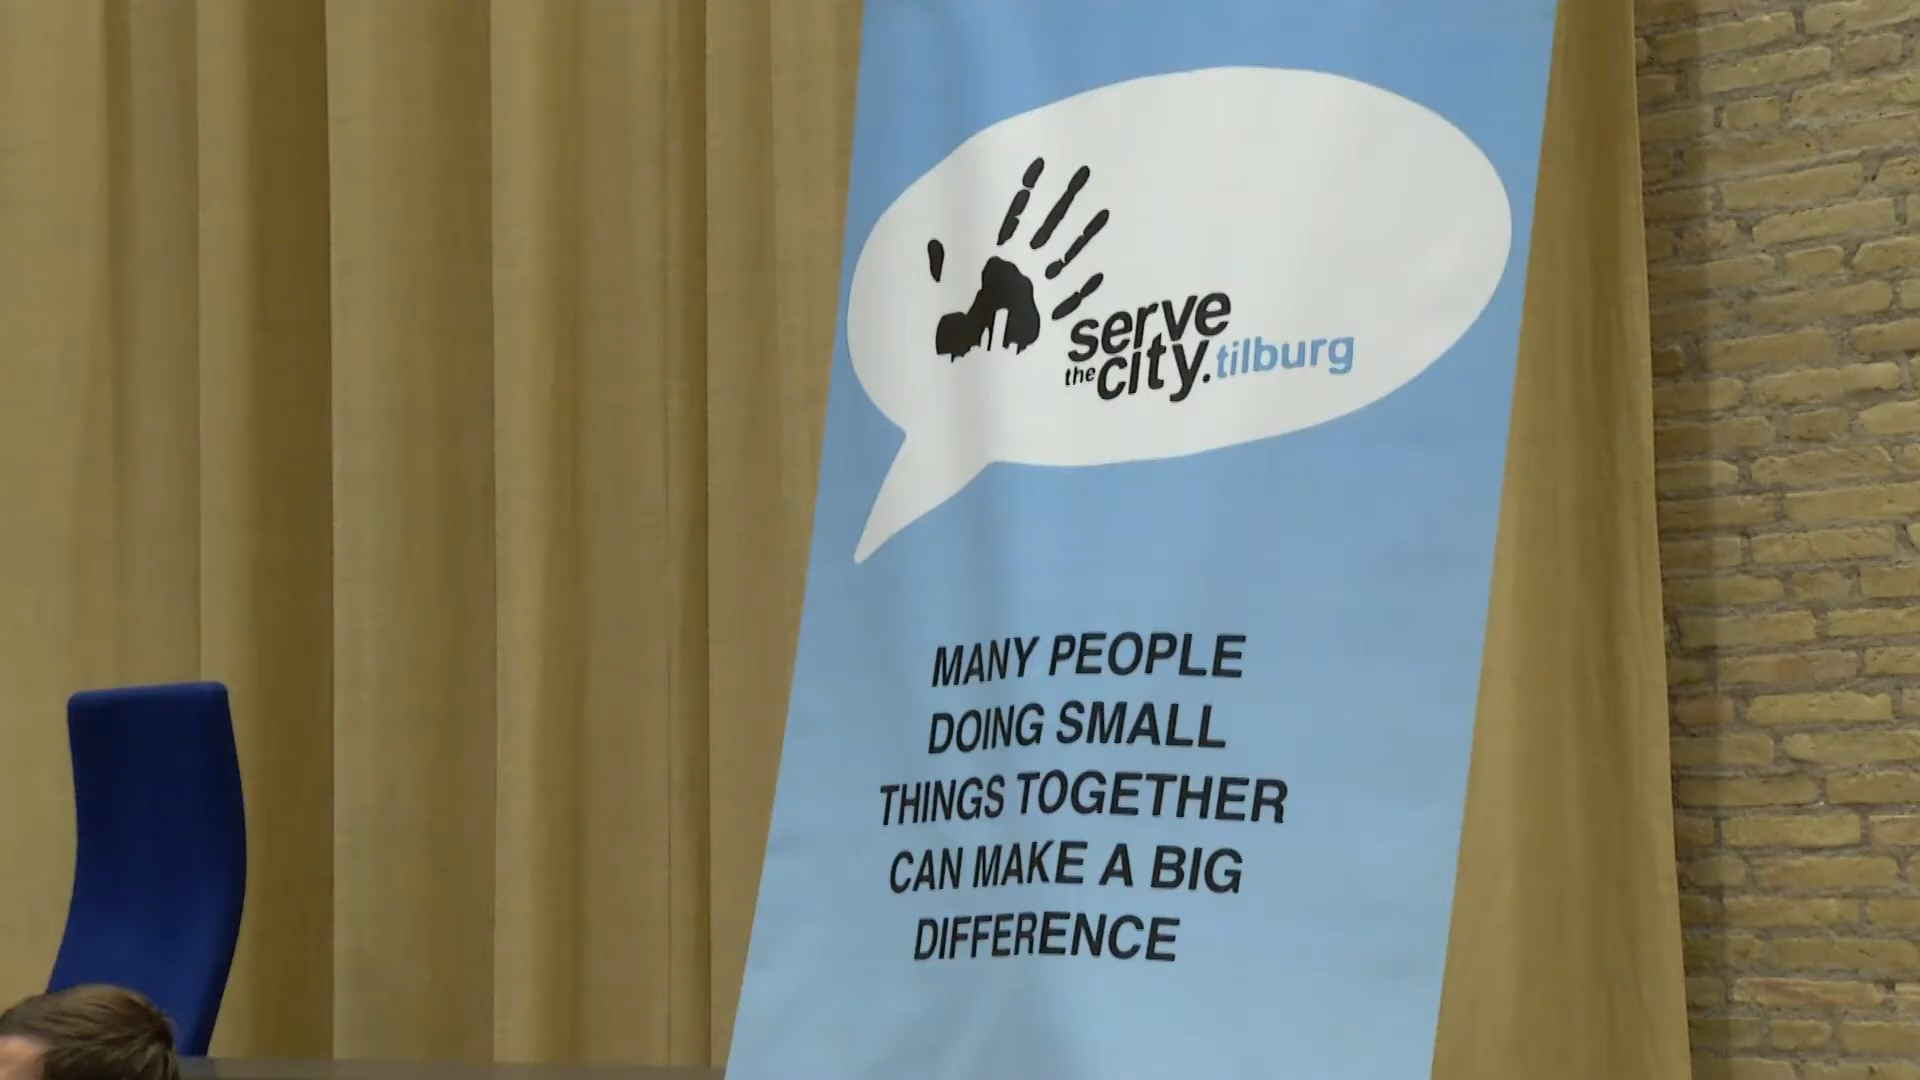 serve
the city.tilburg
MANY PEOPLE
DOING SMALL
THINGS TOGETHER
CAN MAKE A BIG
DIFFERENCE